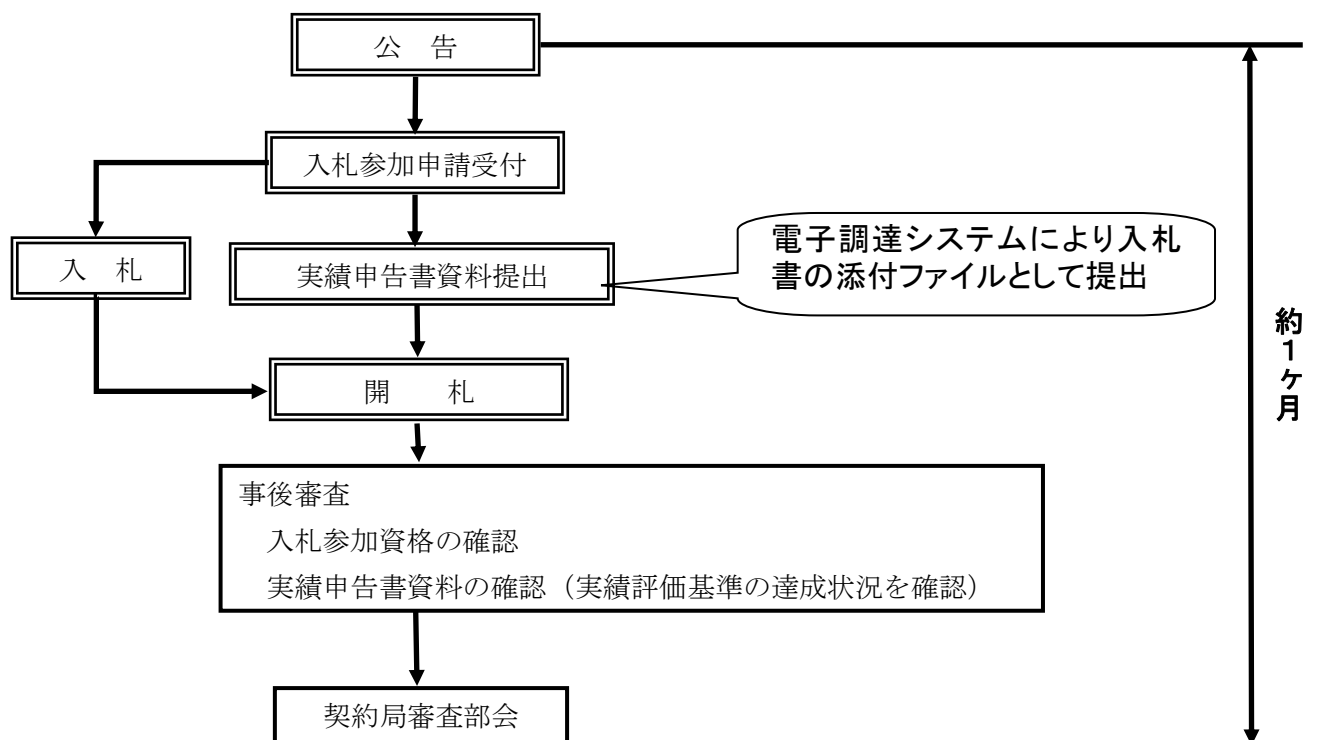 公　告
入札参加申請受付
入　札
実績申告書資料提出
電子調達システムにより入札
書の添付ファイルとして提出
開　　札
事後審査
入札参加資格の確認
実績申告書資料の確認（実績評価基準の達成状況を確認）
契約局審査部会
約１ヶ月